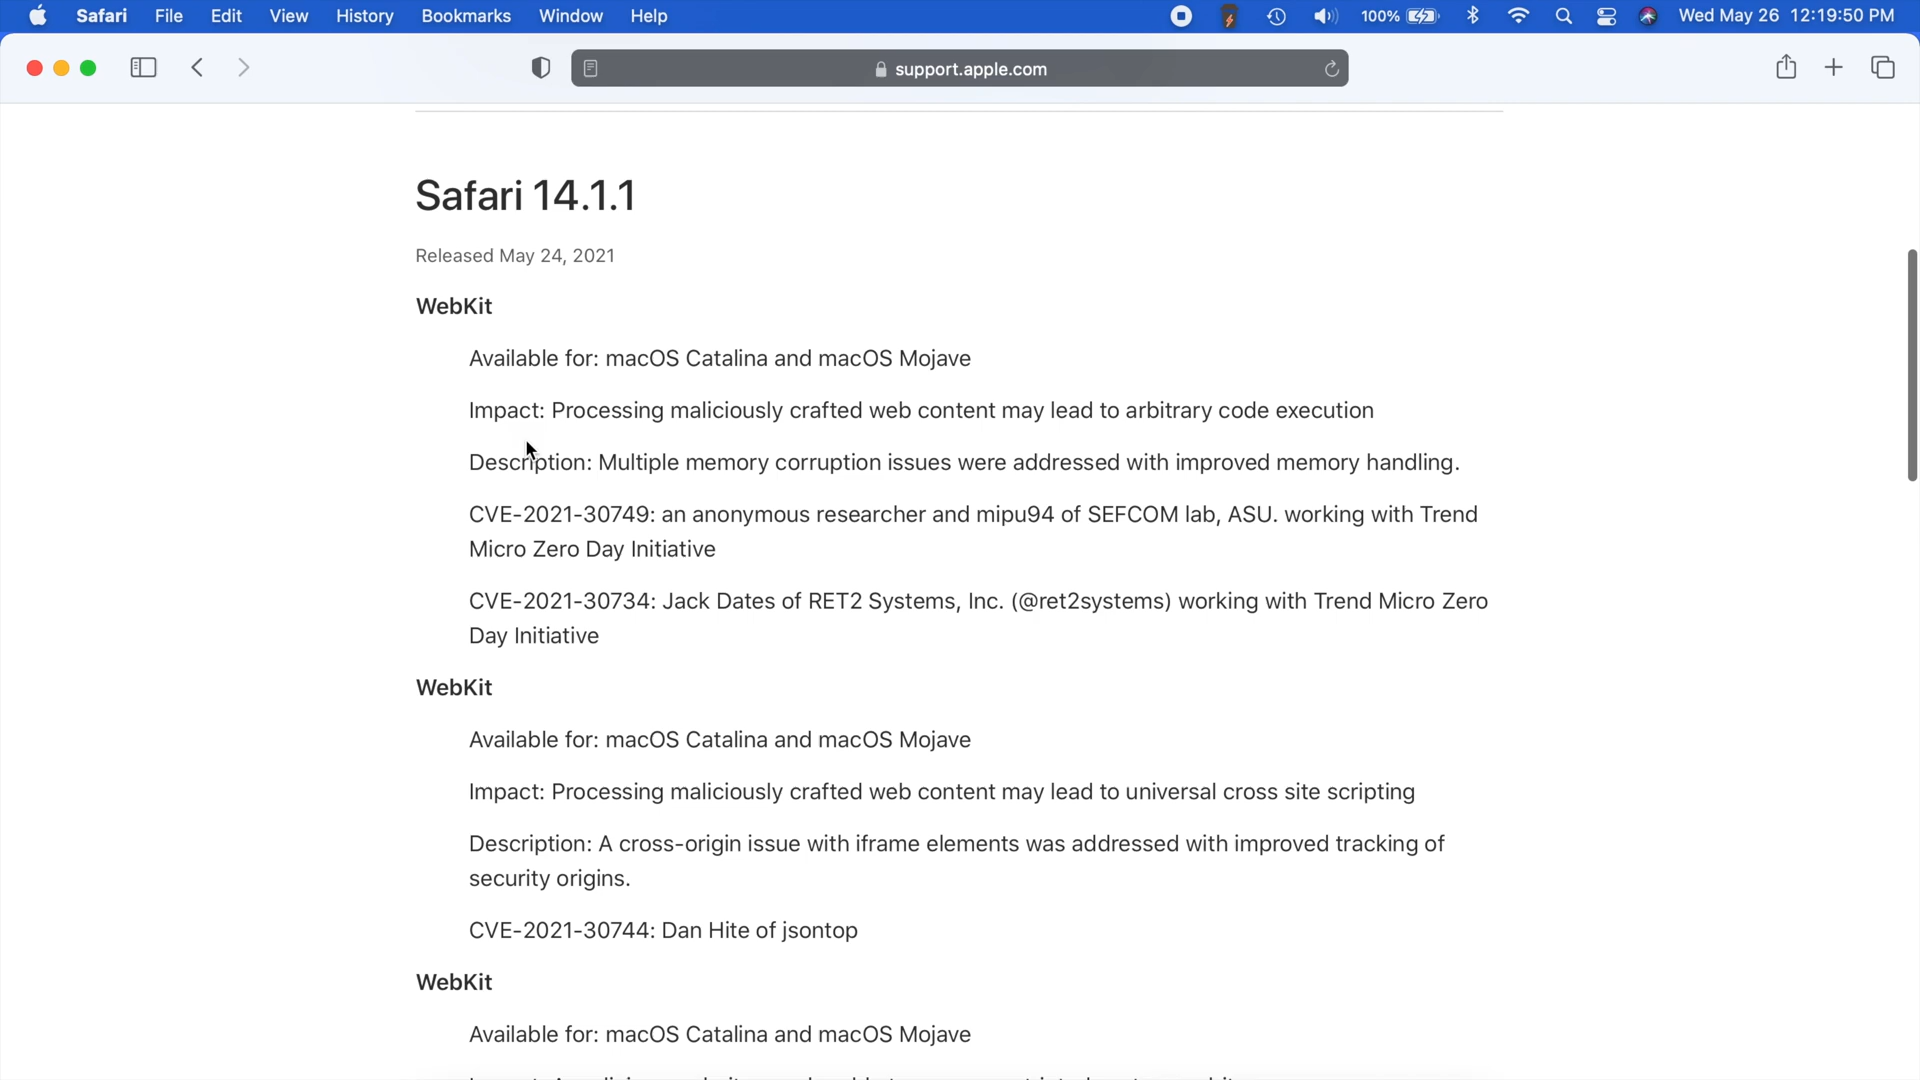 Safari File Edit View History Bookmarks Window Help 100% Wed May 26 12:19:50 PM
support.apple.com
Safari 14.1.1
Released May 24, 2021
WebKit
Available for: macOS Catalina and macOS Mojave
Impact: Processing maliciously crafted web content may lead to arbitrary code execution
Description: Multiple memory corruption issues were addressed with improved memory handling.
CVE-2021-30749: an anonymous researcher and mipu94 of SEFCOM lab, ASU. working with Trend
Micro Zero Day Initiative
CVE-2021-30734: Jack Dates of RET2 Systems, Inc. (@ret2systems) working with Trend Micro Zero
Day Initiative
WebKit
Available for: macOS Catalina and macOS Mojave
Impact: Processing maliciously crafted web content may lead to universal cross site scripting
Description: A cross-origin issue with iframe elements was addressed with improved tracking of
security origins.
CVE-2021-30744: Dan Hite of jsontop
WebKit
Available for: macOS Catalina and macOS Mojave